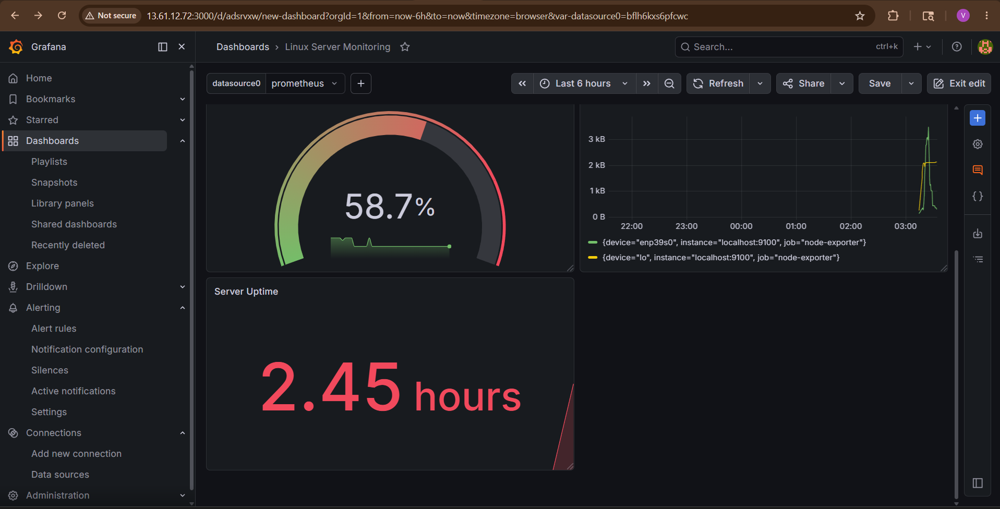 Not secure
13.61.12.72:3000/d/adsrvxw/new-dashboard?orgId=1&from=now-6h&to=now&timezone=browser&var-datasource0=bflh6kxs6pfcwc
V
Grafana
Dashboards › Linux Server Monitoring
Search...
ctrl+k
Home
Bookmarks
Starred
Dashboards
Playlists
Snapshots
Library panels
Shared dashboards
Recently deleted
Explore
Drilldown
Alerting
Alert rules
Notification configuration
Silences
Active notifications
Settings
Connections
Add new connection
Data sources
Administration
datasource0 prometheus
Last 6 hours
Refresh
Share
Save
Exit edit
58.7%
3 kB
2 kB
1 kB
0 B
22:00 23:00 00:00 01:00 02:00 03:00
{device="enp39s0", instance="localhost:9100", job="node-exporter"}
{device="lo", instance="localhost:9100", job="node-exporter"}
Server Uptime
2.45 hours